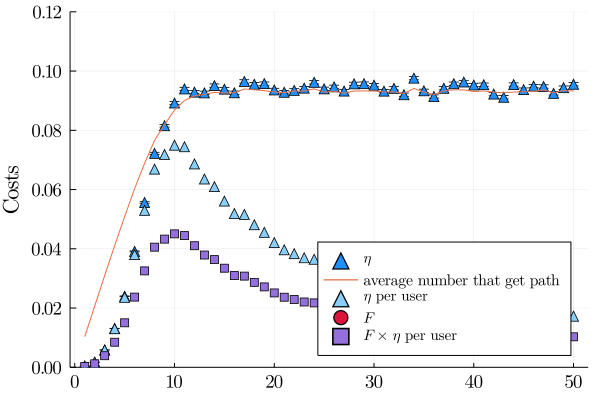 0.12
0.10
0.08
0.06
0.04
0.02
0.00
Costs
η
average number that get path
η per user
F
F × η per user
0 10 20 30 40 50